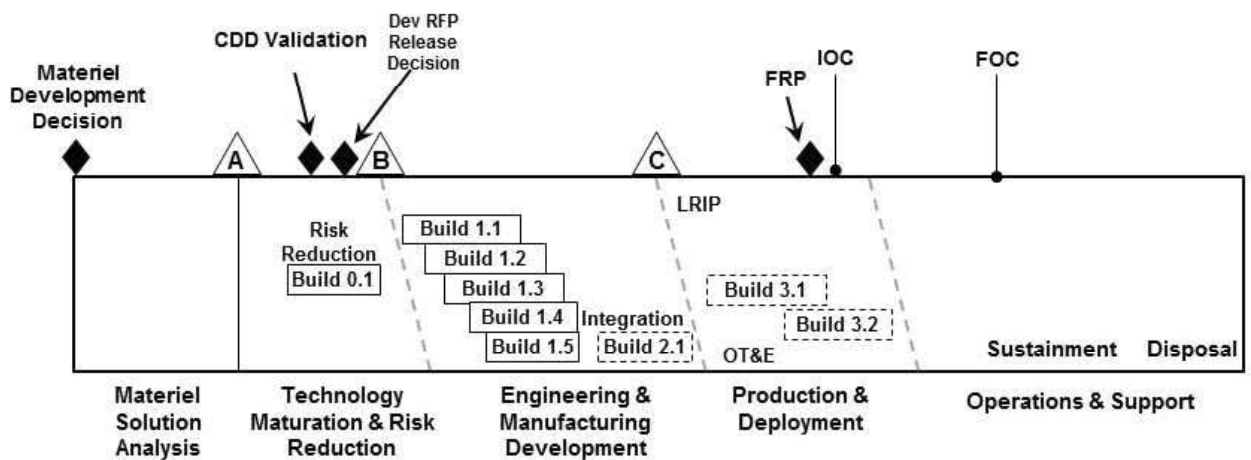 Materiel
Development
Decision
CDD Validation
Dev RFP
Release
Decision
FRP
IOC
FOC
A
B
C
LRIP
Risk
Reduction
Build 0.1
Build 1.1
Build 1.2
Build 1.3
Build 1.4
Build 1.5
Integration
Build 2.1
Build 3.1
Build 3.2
OT&E
Sustainment
Disposal
Materiel
Solution
Analysis
Technology
Maturation & Risk
Reduction
Engineering &
Manufacturing
Development
Production &
Deployment
Operations & Support